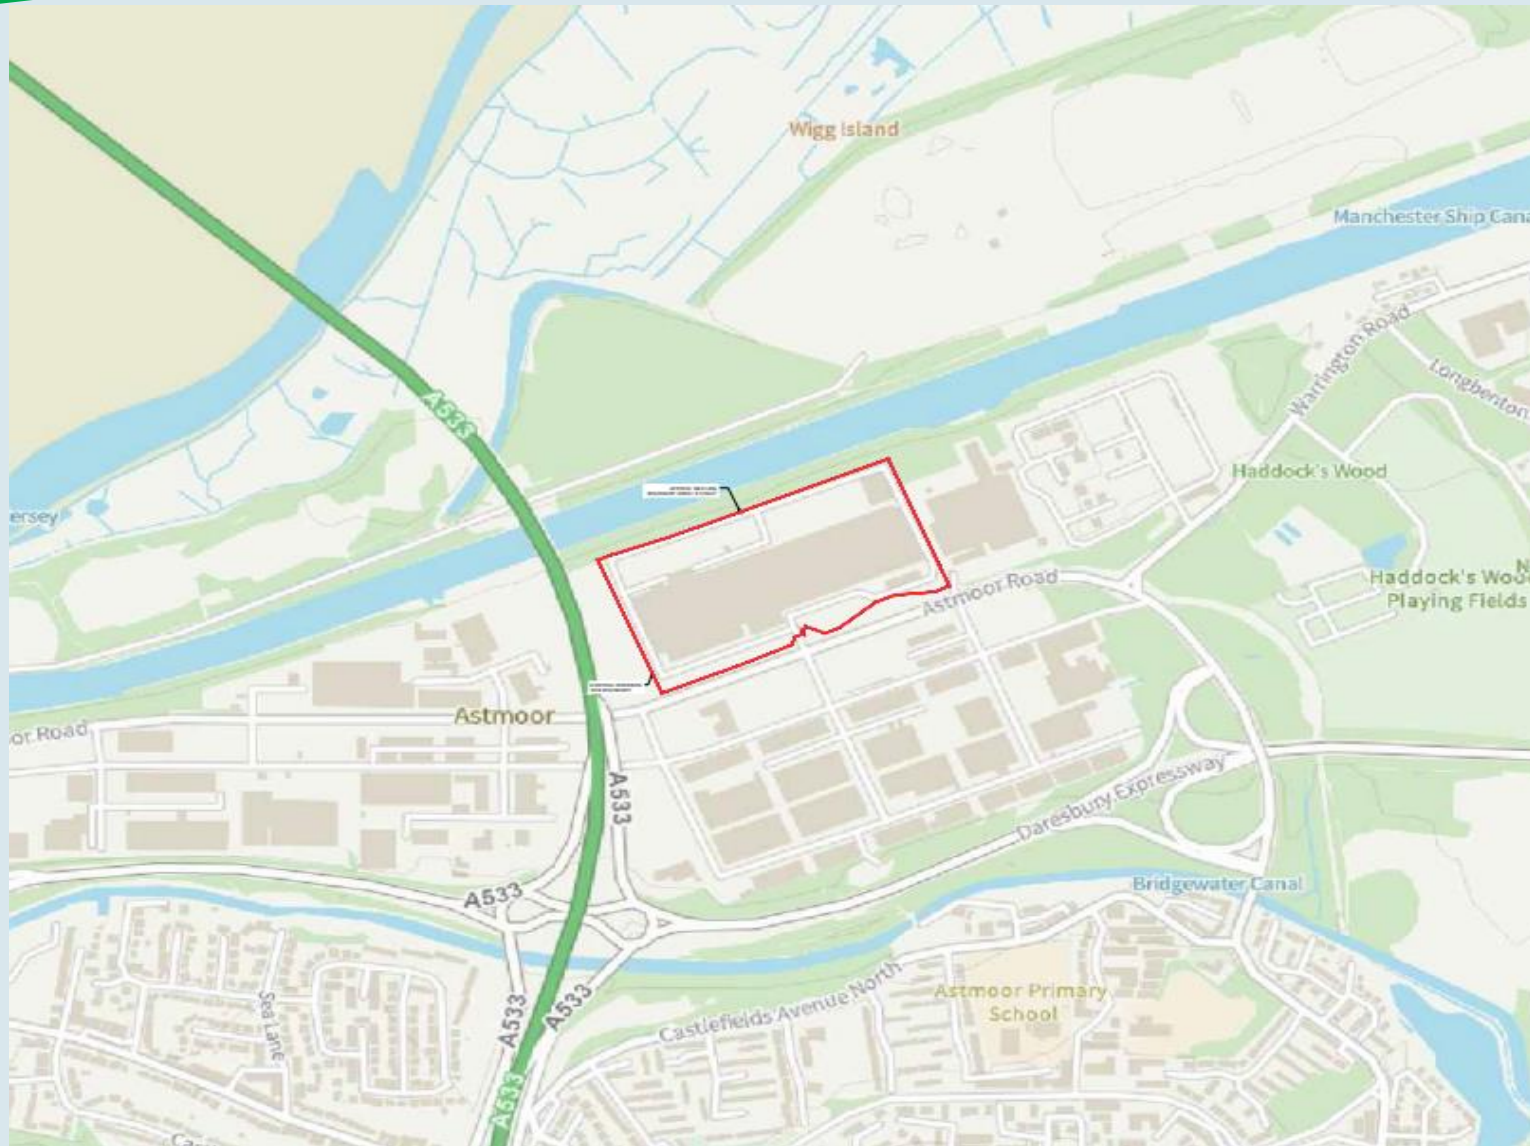 Wigg Island
Manchester Ship Cana
A533
Warrington Road
Longbenton
Haddock's Wood
ersey
Haddock's Woo
Playing Fields
N
Astmoor Road
Astmoor
or Road
A533
Daresbury Expressway
A533
Bridgewater Canal
Castlefields Avenue North
Astmoor Primary
School
Sea Lane
A533
A533
A533
Cas